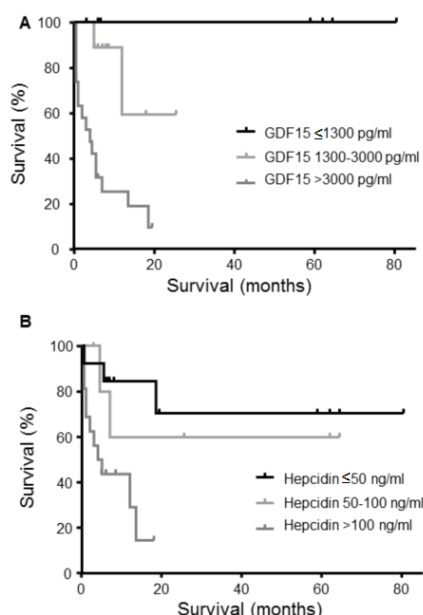 A
100
80
60
40
20
0
Survival (%)
GDF15 ≤1300 pg/ml
GDF15 1300-3000 pg/ml
GDF15 >3000 pg/ml
0 20 40 60 80
Survival (months)
B
100
80
60
40
20
0
Survival (%)
Hepcidin ≤50 ng/ml
Hepcidin 50-100 ng/ml
Hepcidin >100 ng/ml
0 20 40 60 80
Survival (months)